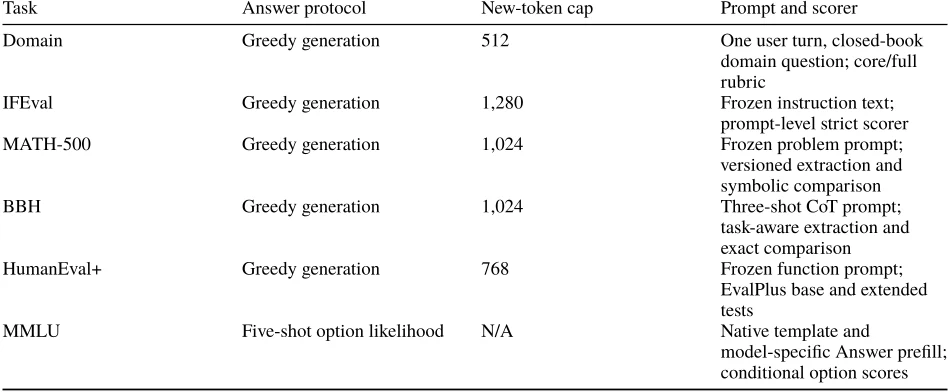 Task Answer protocol New-token cap Prompt and scorer
Domain Greedy generation 512 One user turn, closed-book
domain question; core/full
rubric
IFEval Greedy generation 1,280 Frozen instruction text;
prompt-level strict scorer
MATH-500 Greedy generation 1,024 Frozen problem prompt;
versioned extraction and
symbolic comparison
BBH Greedy generation 1,024 Three-shot CoT prompt;
task-aware extraction and
exact comparison
HumanEval+ Greedy generation 768 Frozen function prompt;
EvalPlus base and extended
tests
MMLU Five-shot option likelihood N/A Native template and
model-specific Answer prefill;
conditional option scores